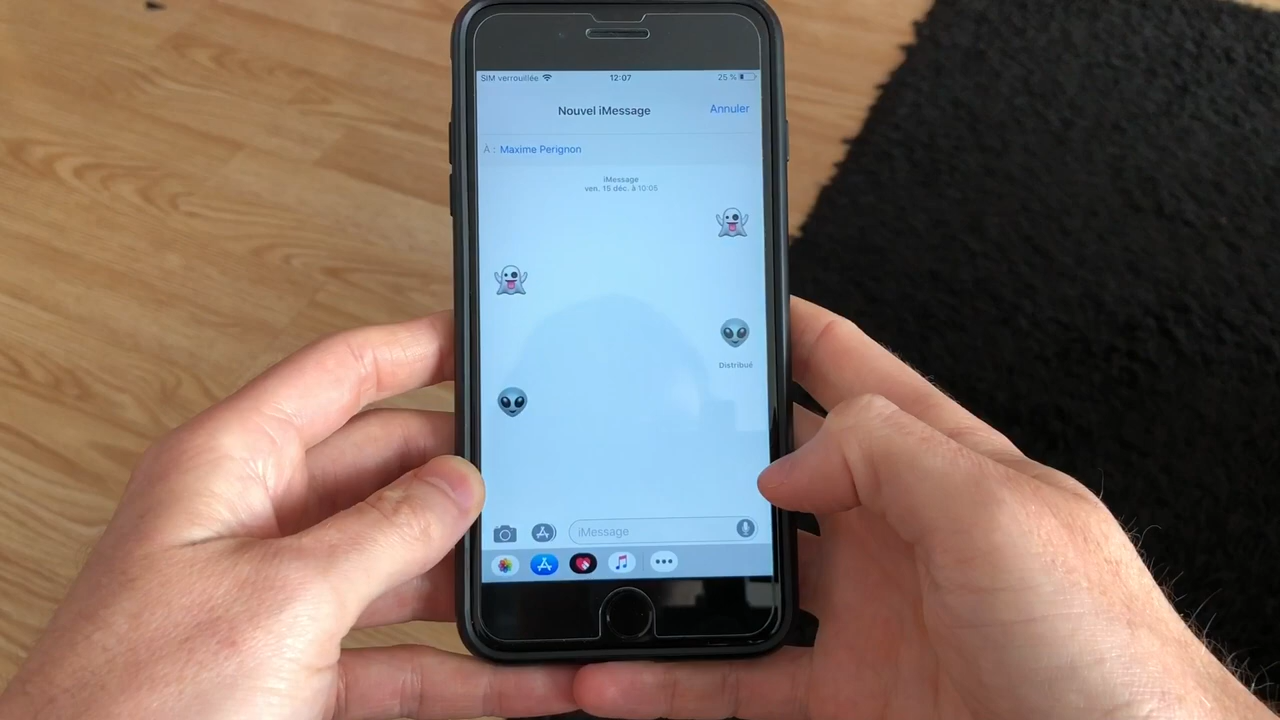 SIM verrouillée 12:07 25 %
Nouvel iMessage Annuler
À : Maxime Perignon
iMessage
ven. 15 déc. à 10:05
Distribué
iMessage